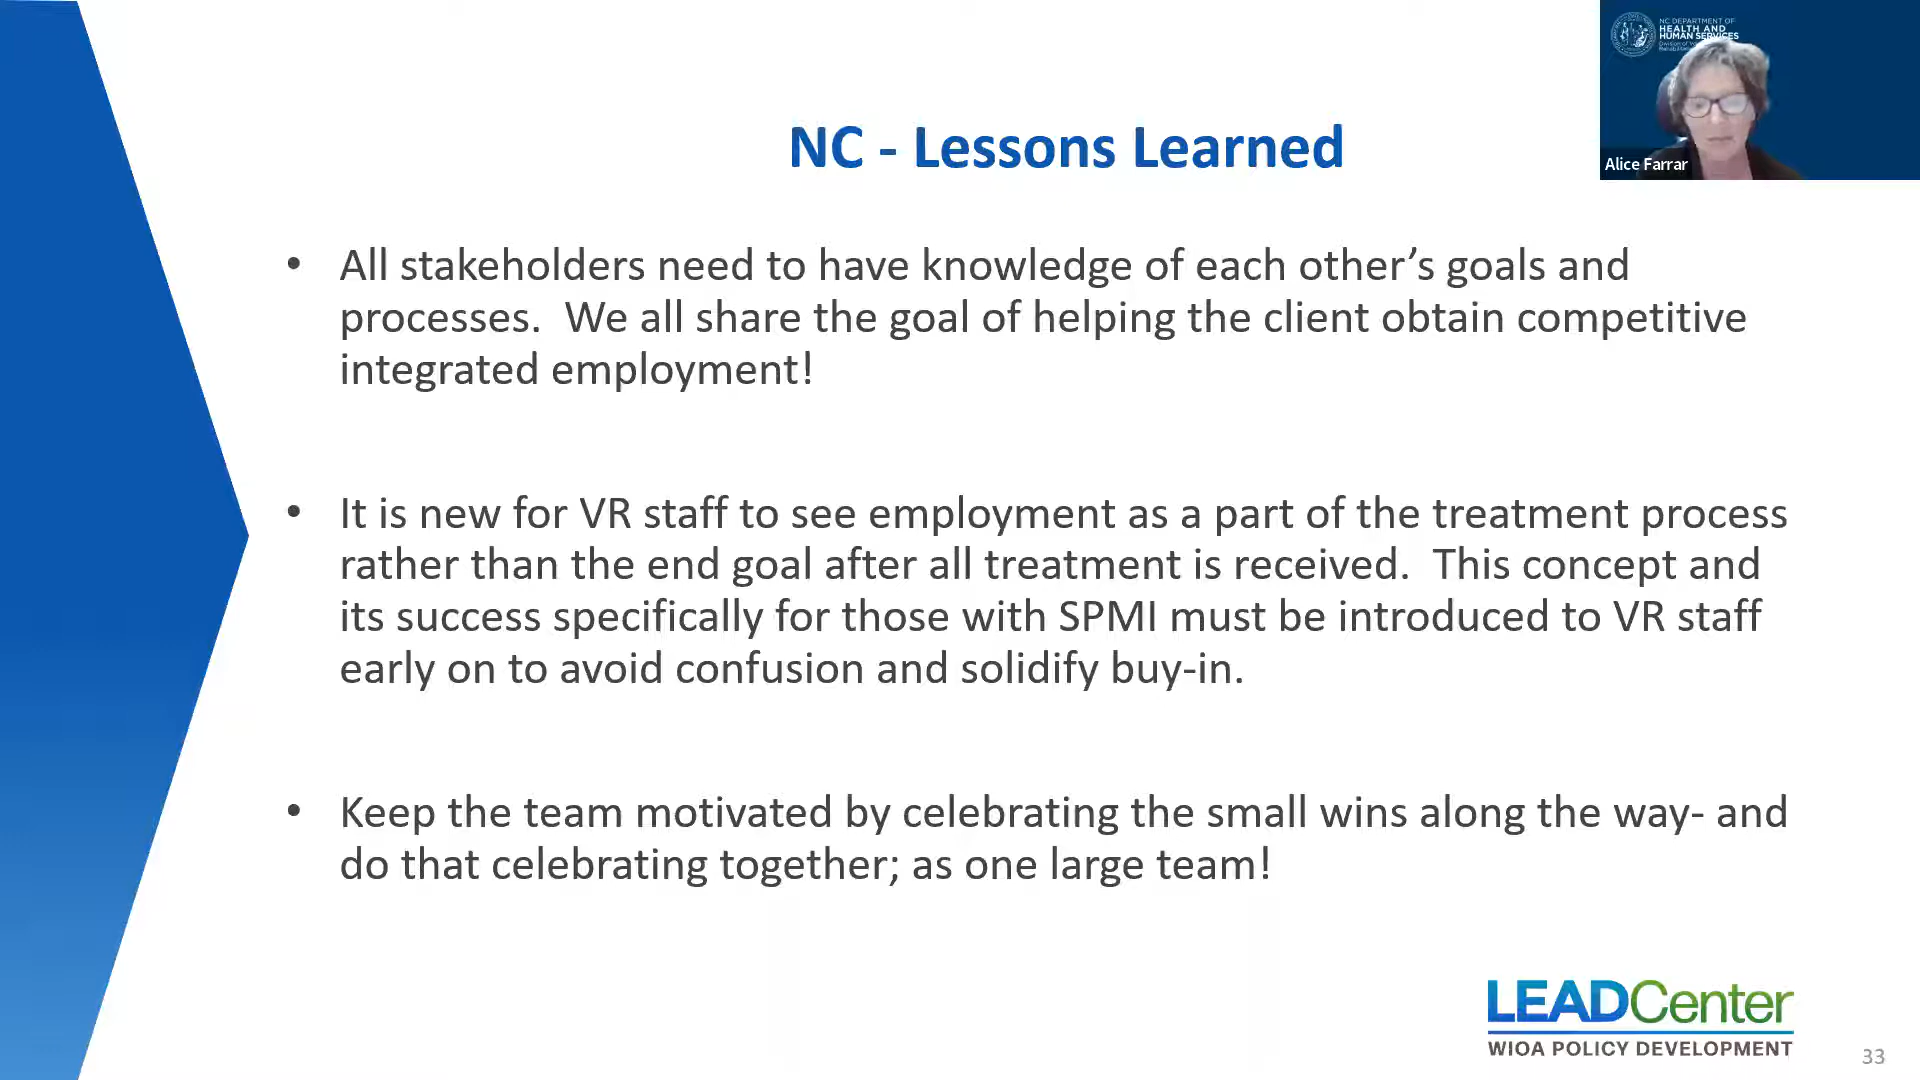 NC DEPARTMENT OF
HEALTH AND
HUMAN SERVICES
Alice Farrar
NC - Lessons Learned
• All stakeholders need to have knowledge of each other’s goals and
processes.  We all share the goal of helping the client obtain competitive
integrated employment!
• It is new for VR staff to see employment as a part of the treatment process
rather than the end goal after all treatment is received.  This concept and
its success specifically for those with SPMI must be introduced to VR staff
early on to avoid confusion and solidify buy-in.
• Keep the team motivated by celebrating the small wins along the way- and
do that celebrating together; as one large team!
LEADCenter
WIOA POLICY DEVELOPMENT
33